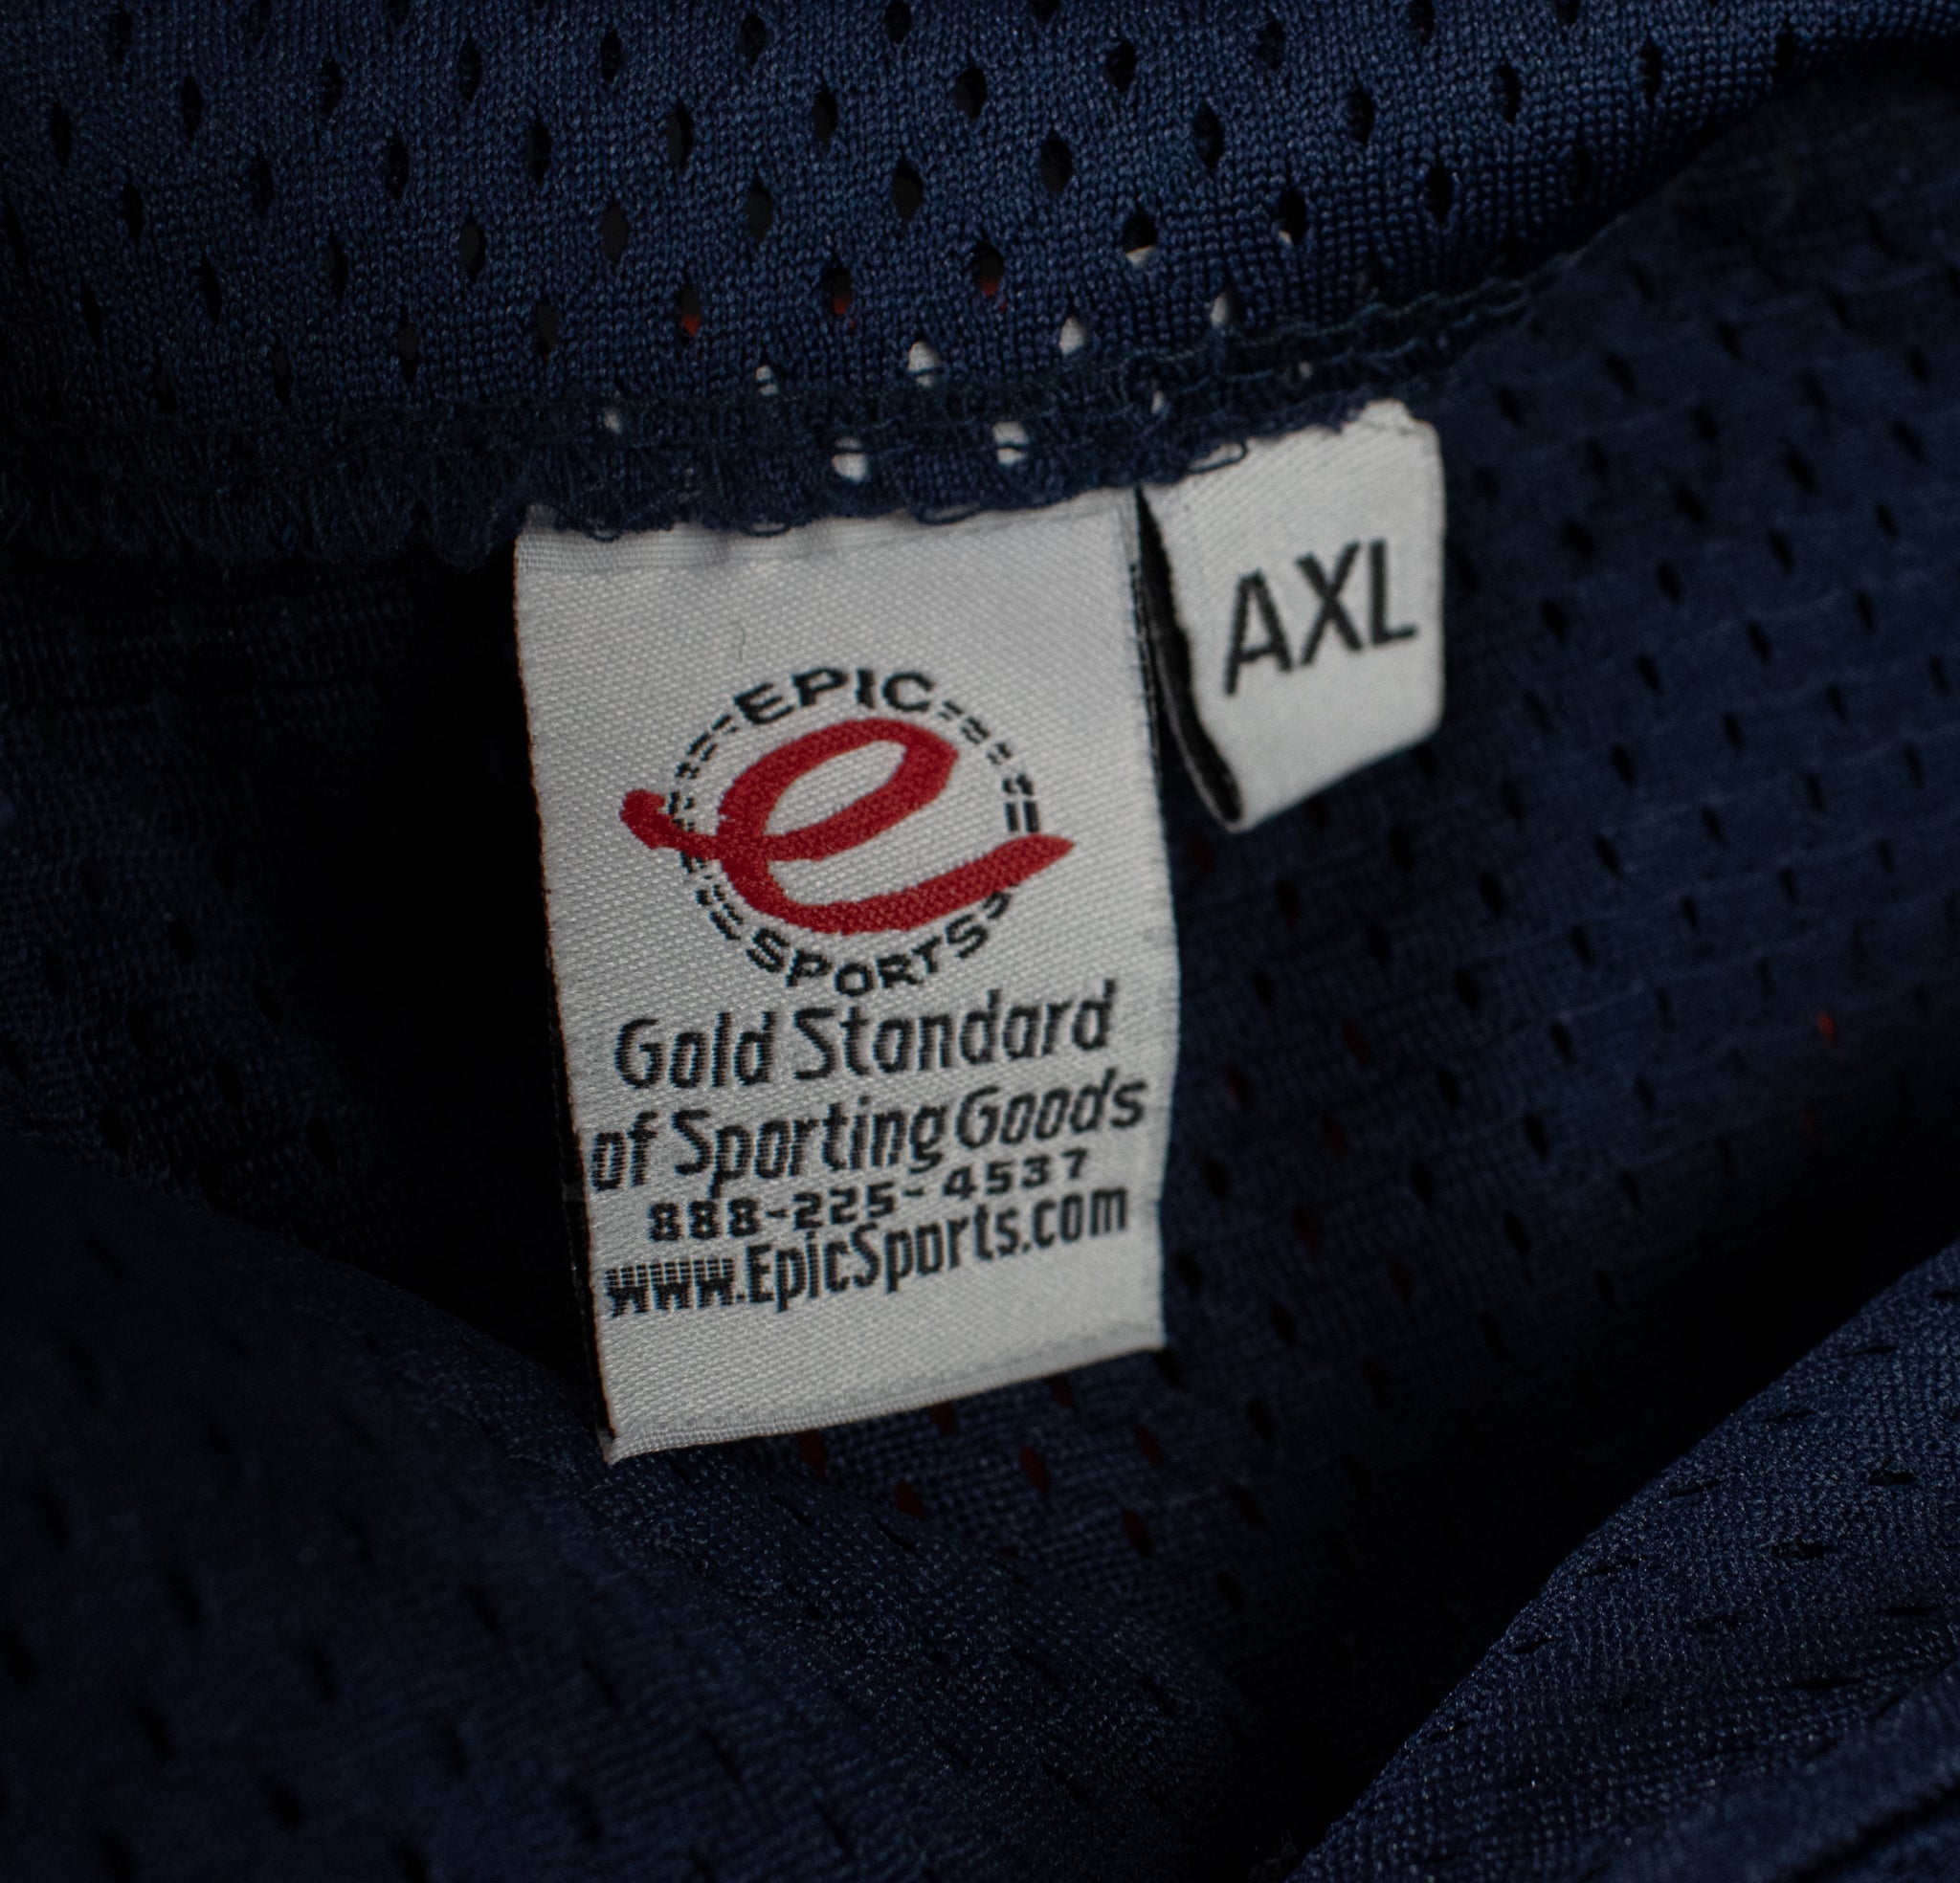 EPIC
e
SPORTS
Gold Standard
of Sporting Goods
888-225-4537
www.EpicSports.com
AXL